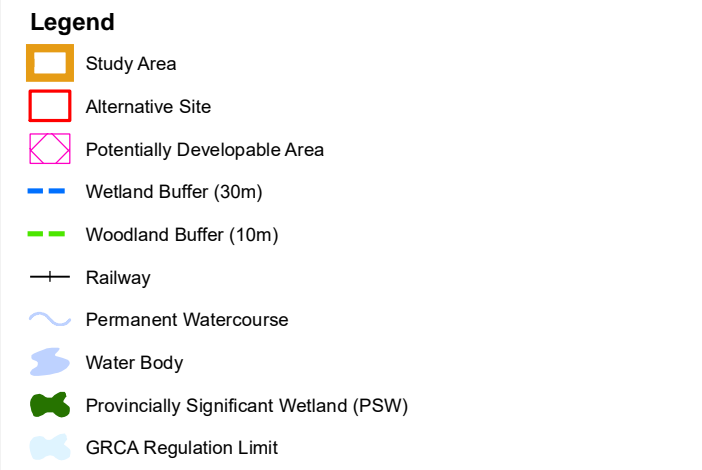 Legend
Study Area
Alternative Site
Potentially Developable Area
Wetland Buffer (30m)
Woodland Buffer (10m)
Railway
Permanent Watercourse
Water Body
Provincially Significant Wetland (PSW)
GRCA Regulation Limit